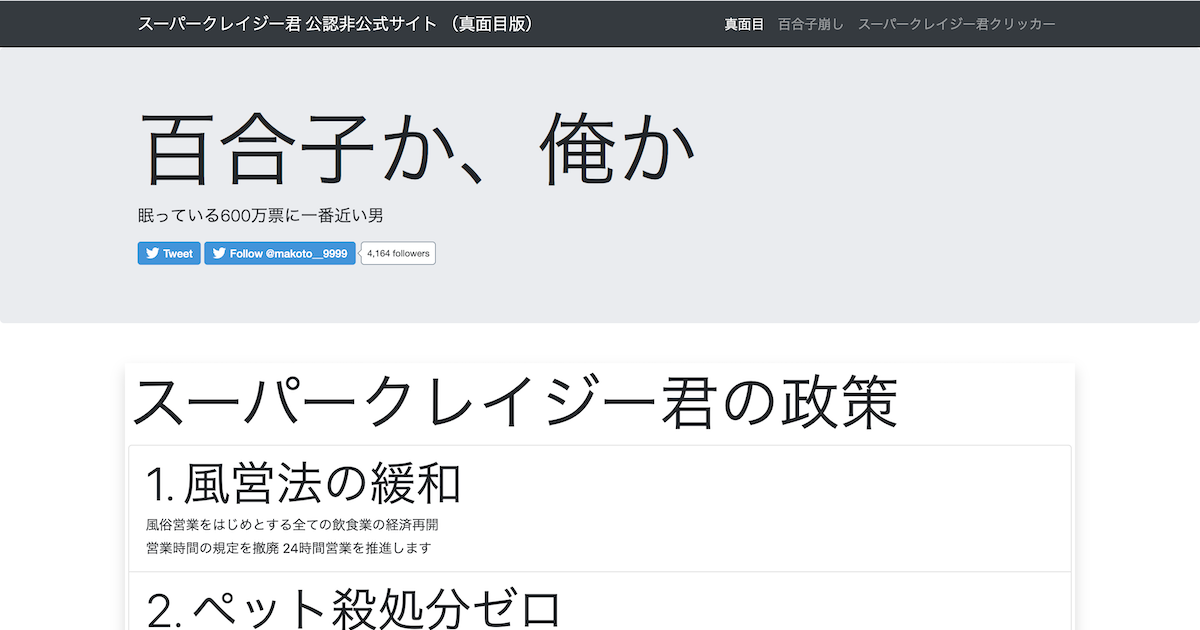 スーパークレイジー君 公認非公式サイト （真面目版）
真面目 百合子崩し スーパークレイジー君クリッカー
百合子か、俺か
眠っている600万票に一番近い男
Tweet Follow @makoto__9999 4,164 followers
スーパークレイジー君の政策
1. 風営法の緩和
風俗営業をはじめとする全ての飲食業の経済再開
営業時間の規定を撤廃 24時間営業を推進します
2. ペット殺処分ゼロ